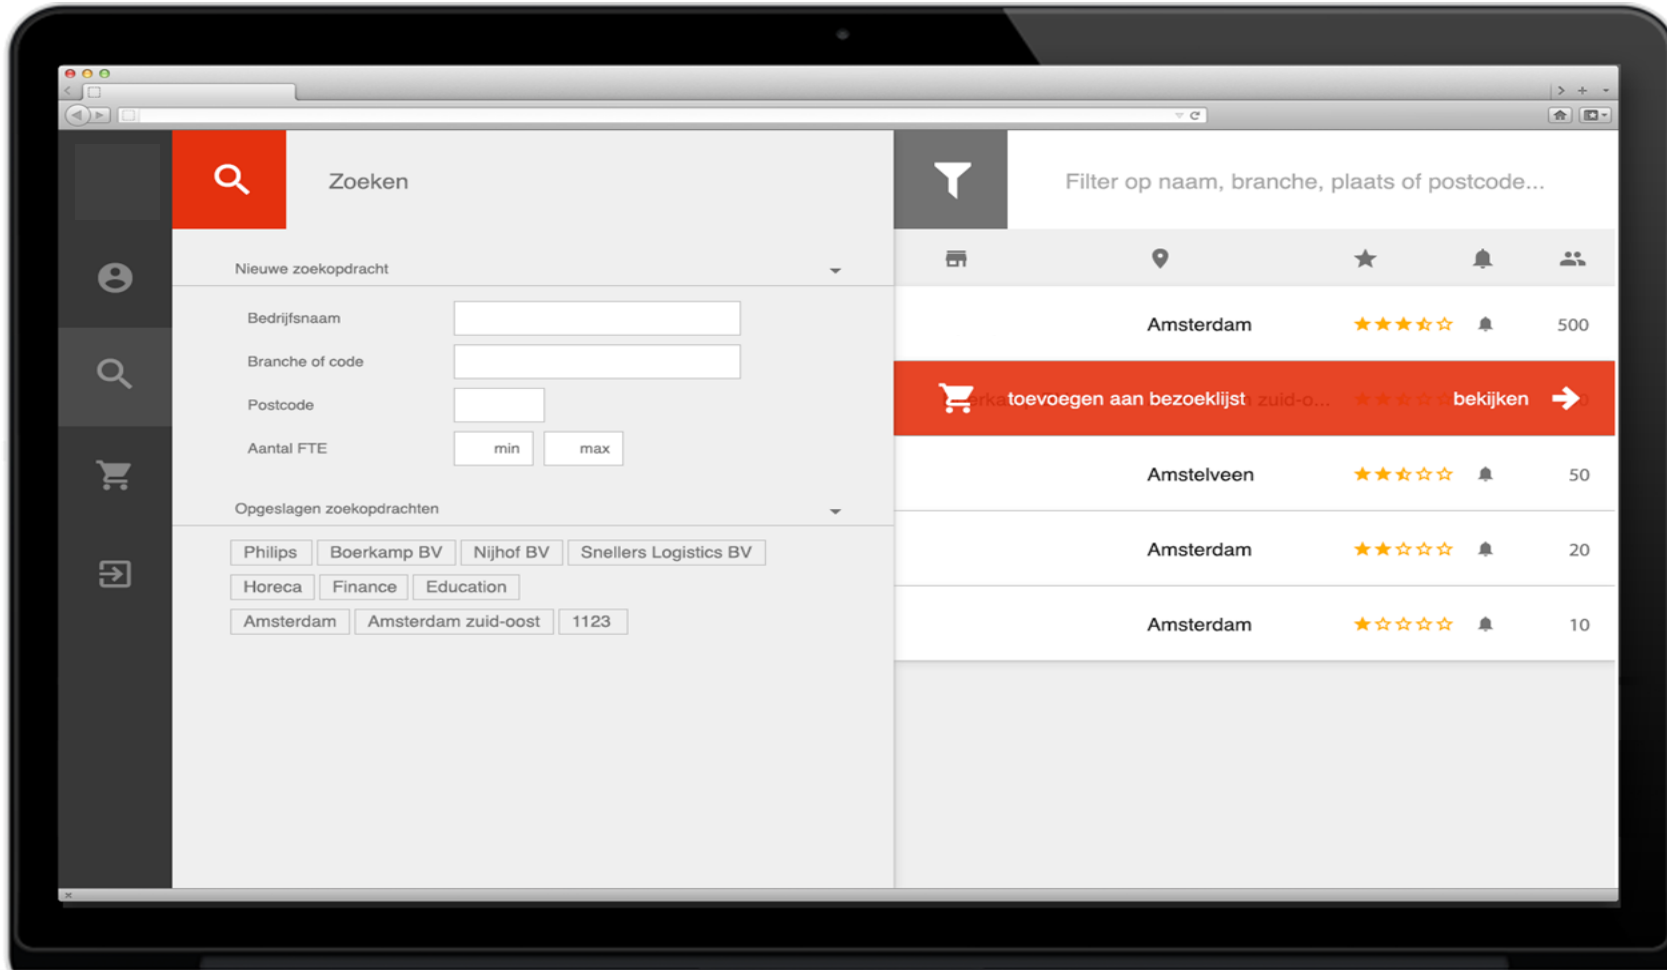 Zoeken
Nieuwe zoekopdracht
Bedrijfsnaam
Branche of code
Postcode
Aantal FTE min max
Opgeslagen zoekopdrachten
Philips Boerkamp BV Nijhof BV Snellers Logistics BV
Horeca Finance Education
Amsterdam Amsterdam zuid-oost 1123
Filter op naam, branche, plaats of postcode...
Amsterdam 500
toevoegen aan bezoeklijst zuid-o... bekijken
Amstelveen 50
Amsterdam 20
Amsterdam 10